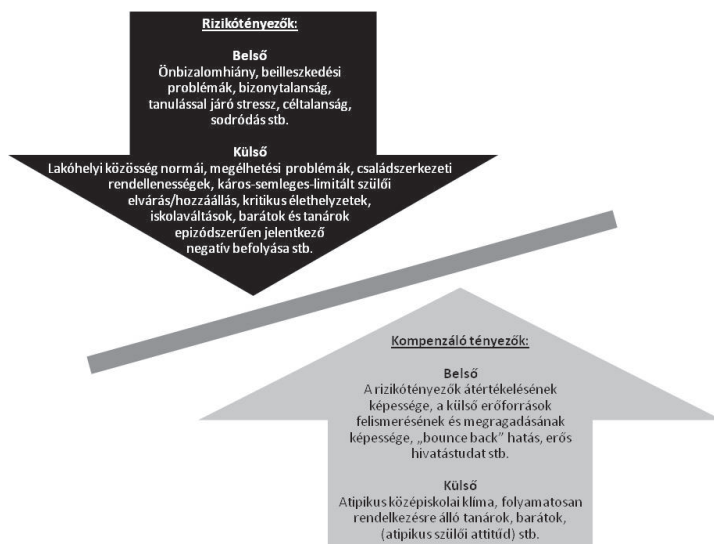 Rizikótényezők:
Belső
Önbizalomhiány, beilleszkedési
problémák, bizonytalanság,
tanulással járó stressz, céltalanság,
sodródás stb.
Külső
Lakóhelyi közösség normái, megélhetési problémák, családszerkezeti
rendellenességek, káros-semleges-limitált szülői
elvárás/hozzáállás, kritikus élethelyzetek,
iskolaváltások, barátok és tanárok
epizódszerűen jelentkező
negatív befolyása stb.
Kompenzáló tényezők:
Belső
A rizikótényezők átértékelésének
képessége, a külső erőforrások
felismerésének és megragadásának
képessége, „bounce back” hatás, erős
hivatástudat stb.
Külső
Atipikus középiskolai klíma, folyamatosan
rendelkezésre álló tanárok, barátok,
(atipikus szülői attitűd) stb.